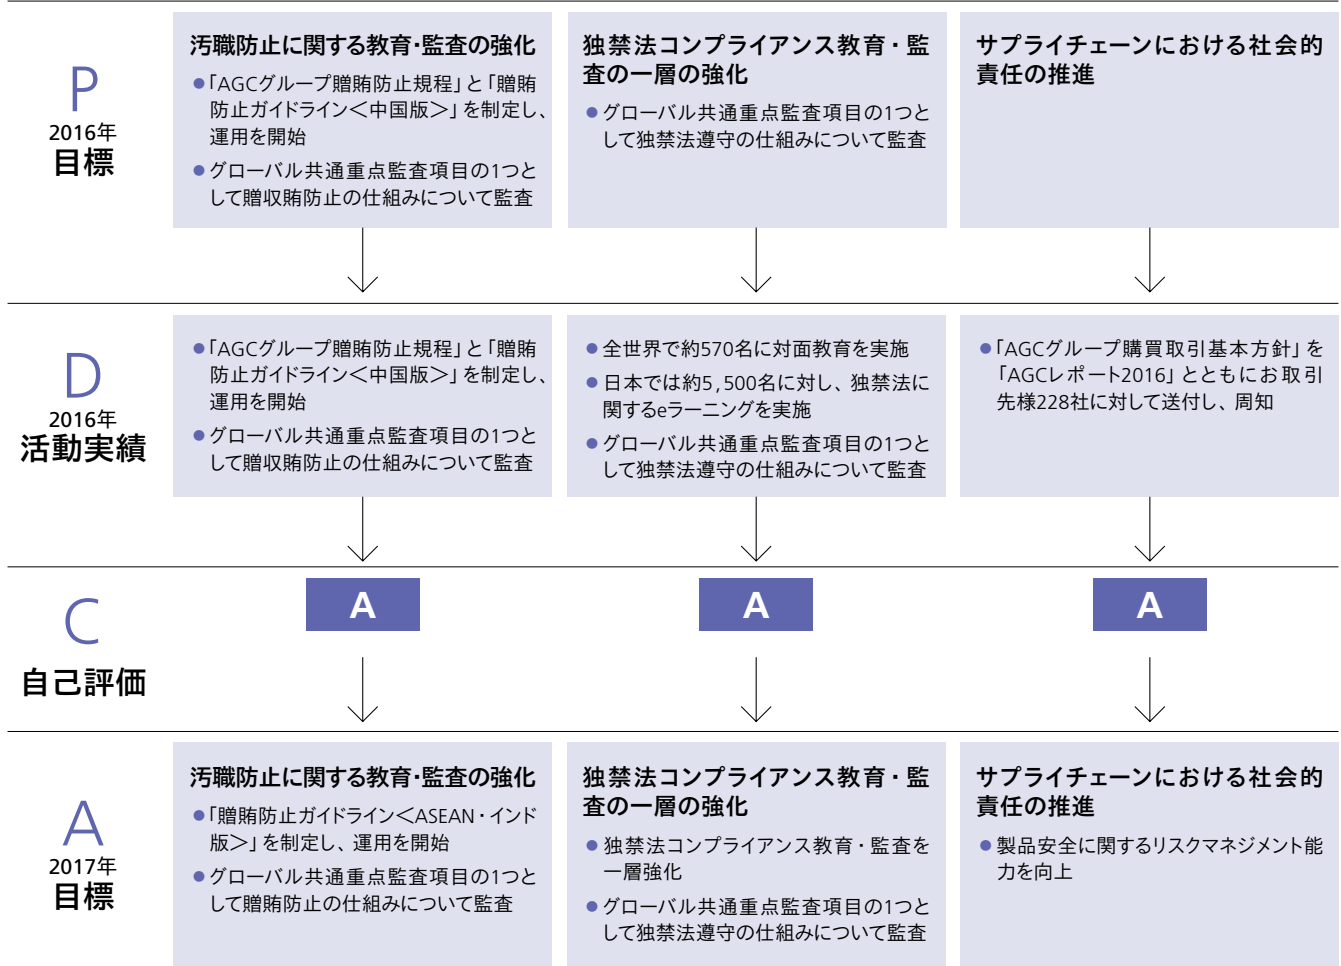 P
2016年
目標
汚職防止に関する教育・監査の強化
●「AGCグループ贈賄防止規程」と「贈賄
防止ガイドライン＜中国版＞」を制定し、
運用を開始
● グローバル共通重点監査項目の1つと
して贈収賄防止の仕組みについて監査
独禁法コンプライアンス教育・監
査の一層の強化
● グローバル共通重点監査項目の1つと
して独禁法遵守の仕組みについて監査
サプライチェーンにおける社会的
責任の推進
D
2016年
活動実績
●「AGCグループ贈賄防止規程」と「贈賄
防止ガイドライン＜中国版＞」を制定し、
運用を開始
● グローバル共通重点監査項目の1つと
して贈収賄防止の仕組みについて監査
● 全世界で約570名に対面教育を実施
● 日本では約5,500名に対し、独禁法に
関するeラーニングを実施
● グローバル共通重点監査項目の1つと
して独禁法遵守の仕組みについて監査
●「AGCグループ購買取引基本方針」を
「AGCレポート2016」とともにお取引
先様228社に対して送付し、周知
C
自己評価
A
A
A
A
2017年
目標
汚職防止に関する教育・監査の強化
●「贈賄防止ガイドライン＜ASEAN・インド
版＞」を制定し、運用を開始
● グローバル共通重点監査項目の1つと
して贈賄防止の仕組みについて監査
独禁法コンプライアンス教育・監
査の一層の強化
● 独禁法コンプライアンス教育・監査を
一層強化
● グローバル共通重点監査項目の1つと
して独禁法遵守の仕組みについて監査
サプライチェーンにおける社会的
責任の推進
● 製品安全に関するリスクマネジメント能
力を向上